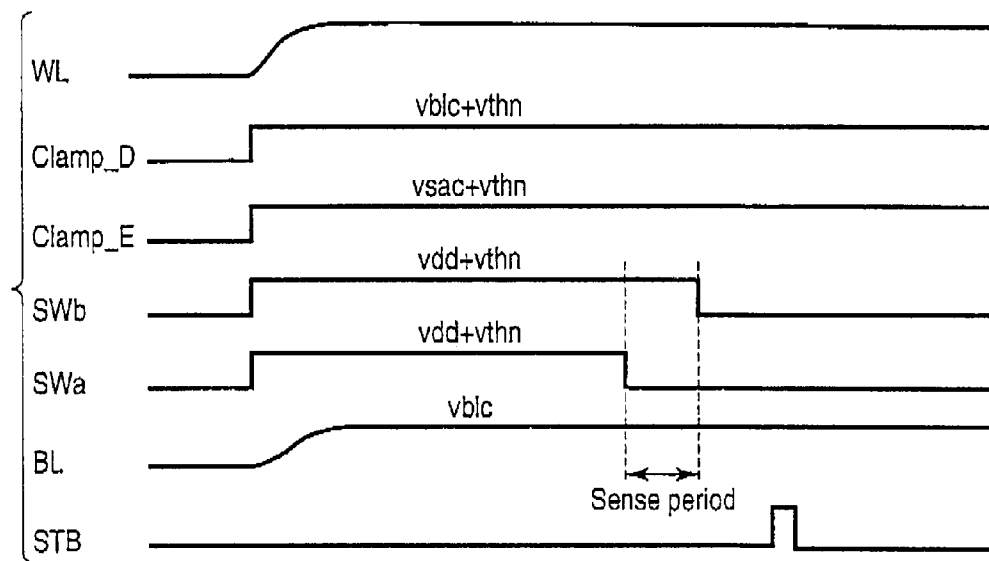 WL
vblc+vthn
Clamp_D
vsac+vthn
Clamp_E
vdd+vthn
SWb
vdd+vthn
SWa
vblc
BL
Sense period
STB